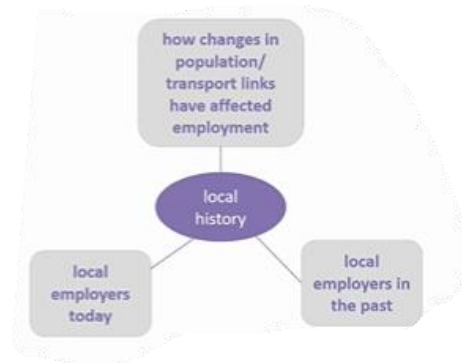 how changes in
population/
transport links
have affected
employment
local
history
local
employers
today
local
employers in
the past